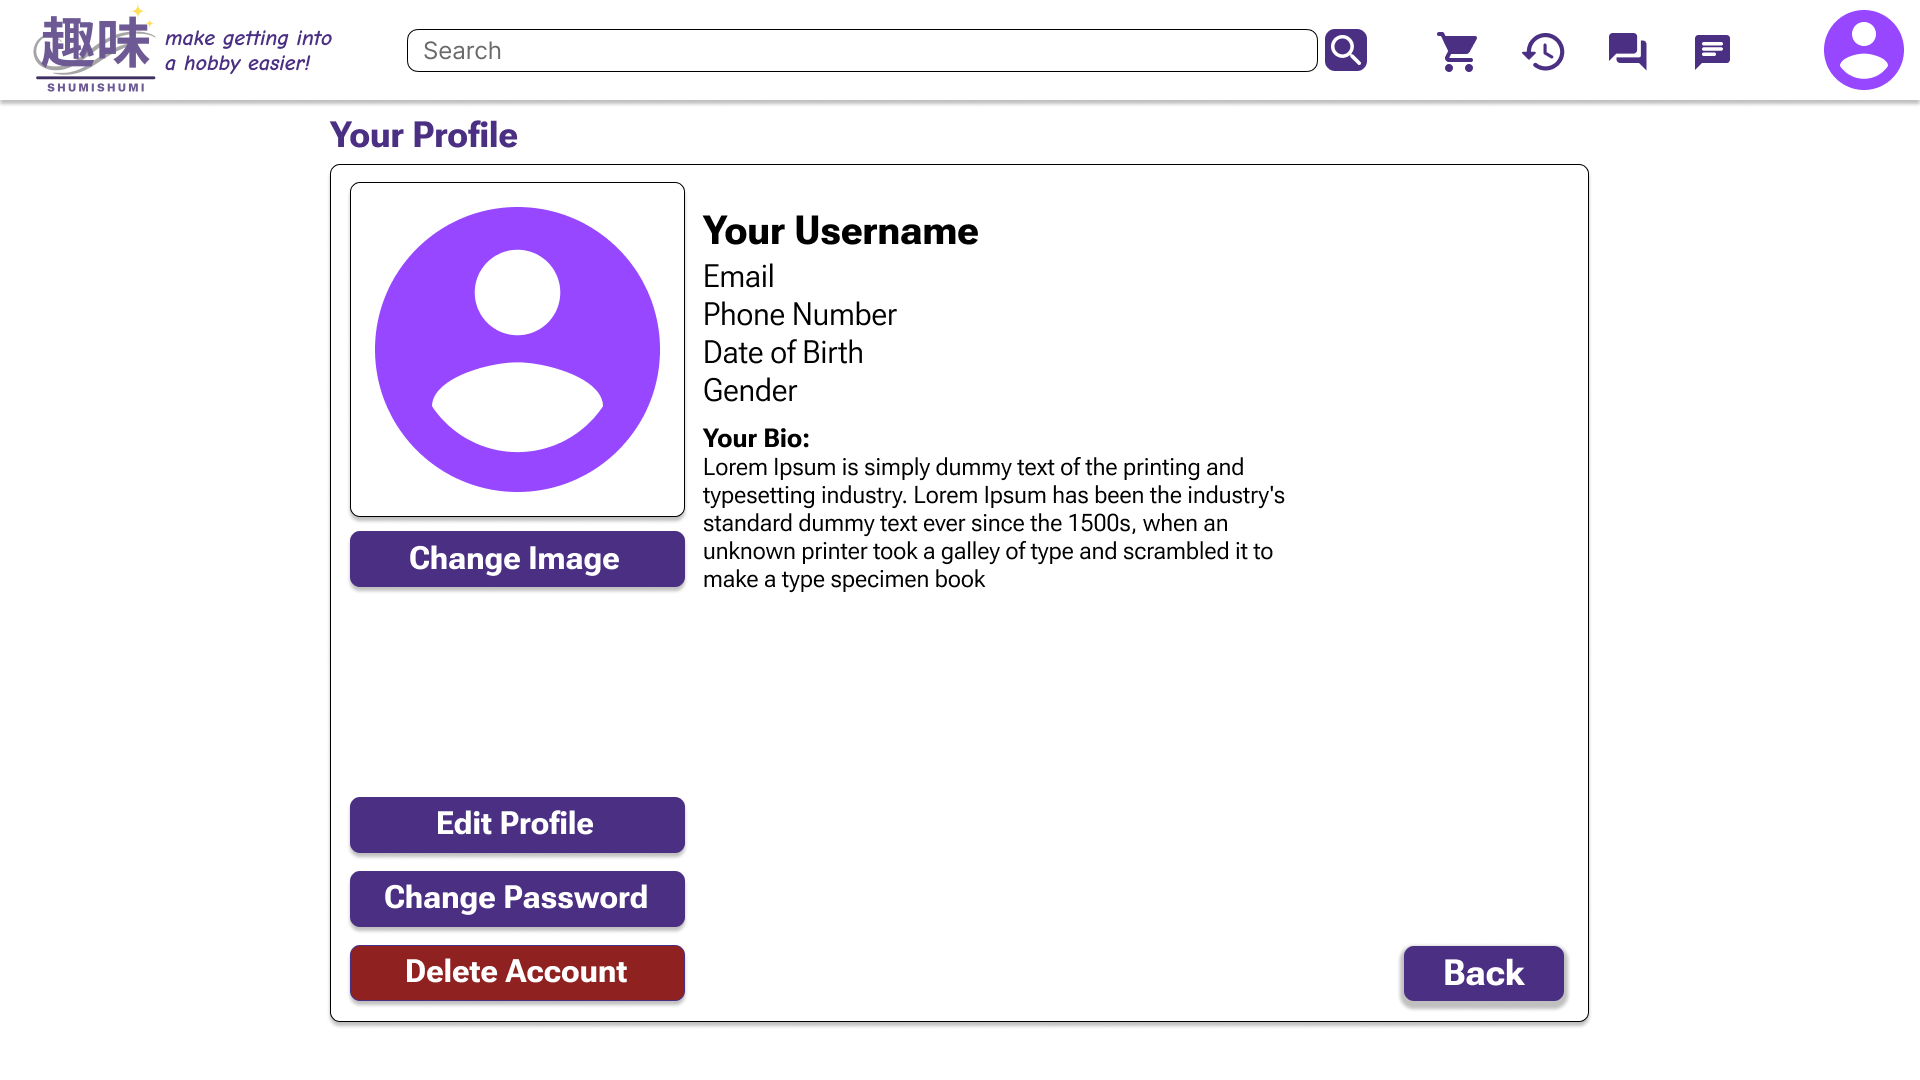 趣味
SHUMISHUMI
make getting into
a hobby easier!
Search
Your Profile
Your Username
Email
Phone Number
Date of Birth
Gender
Your Bio:
Lorem Ipsum is simply dummy text of the printing and
typesetting industry. Lorem Ipsum has been the industry's
standard dummy text ever since the 1500s, when an
unknown printer took a galley of type and scrambled it to
make a type specimen book
Change Image
Edit Profile
Change Password
Delete Account
Back